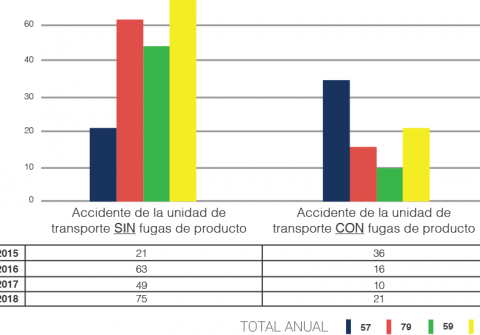 60
40
30
20
10
0
Accidente de la unidad de
transporte SIN fugas de producto
Accidente de la unidad de
transporte CON fugas de producto
2015 21 36
2016 63 16
2017 49 10
2018 75 21
TOTAL ANUAL 57 79 59